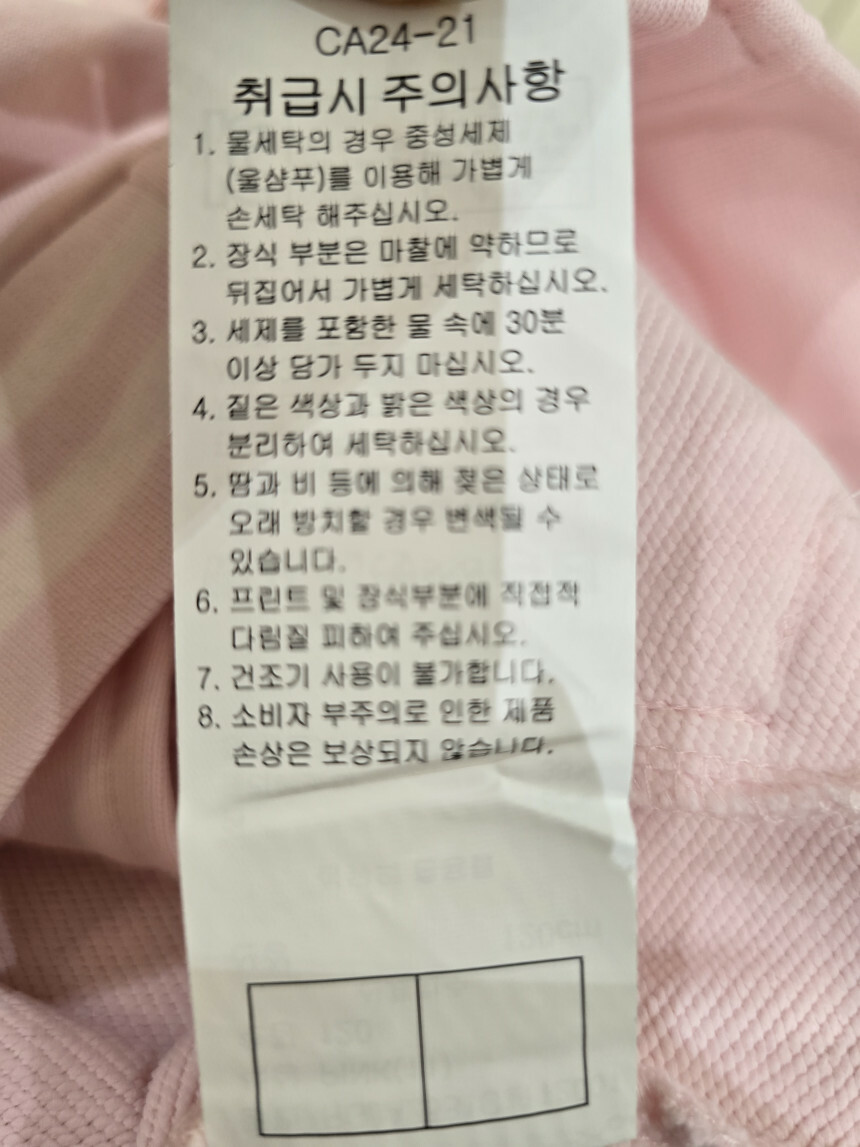 CA24-21
취급시 주의사항
1. 물세탁의 경우 중성세제
(울샴푸)를 이용해 가볍게
손세탁 해주십시오.
2. 장식 부분은 마찰에 약하므로
뒤집어서 가볍게 세탁하십시오.
3. 세제를 포함한 물 속에 30분
이상 담가 두지 마십시오.
4. 짙은 색상과 밝은 색상의 경우
분리하여 세탁하십시오.
5. 땀과 비 등에 의해 젖은 상태로
오래 방치할 경우 변색될 수
있습니다.
6. 프린트 및 장식부분에 직접적
다림질 피하여 주십시오.
7. 건조기 사용이 불가합니다.
8. 소비자 부주의로 인한 제품
손상은 보상되지 않습니다.